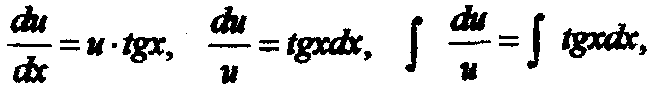 du/dx = u · tgx, du/u = tgxdx, ∫ du/u = ∫ tgxdx,